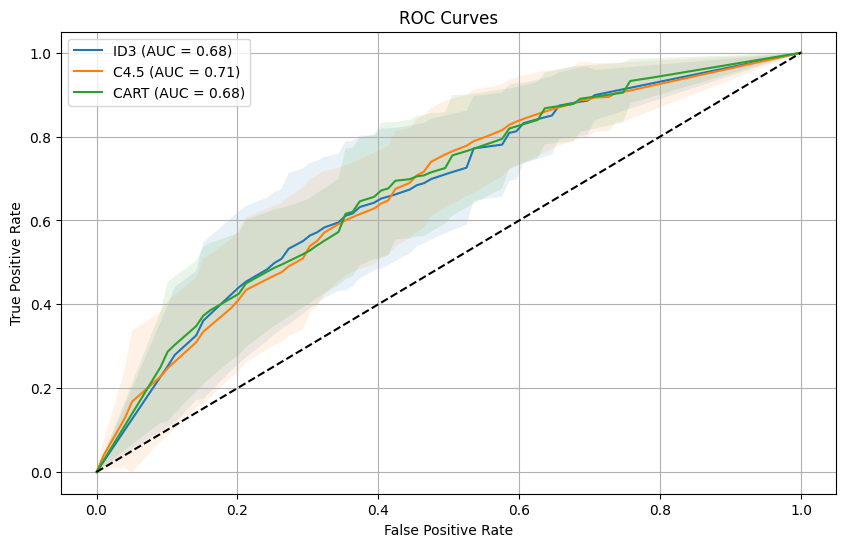 ROC Curves
ID3 (AUC = 0.68)
C4.5 (AUC = 0.71)
CART (AUC = 0.68)
True Positive Rate
1.0
0.8
0.6
0.4
0.2
0.0
0.0 0.2 0.4 0.6 0.8 1.0
False Positive Rate